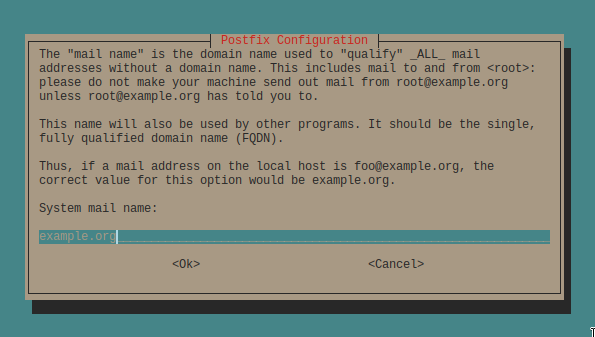 Postfix Configuration
The "mail name" is the domain name used to "qualify" _ALL_ mail
addresses without a domain name. This includes mail to and from <root>:
please do not make your machine send out mail from root@example.org
unless root@example.org has told you to.
This name will also be used by other programs. It should be the single,
fully qualified domain name (FQDN).
Thus, if a mail address on the local host is foo@example.org, the
correct value for this option would be example.org.
System mail name:
example.org
<Ok> <Cancel>